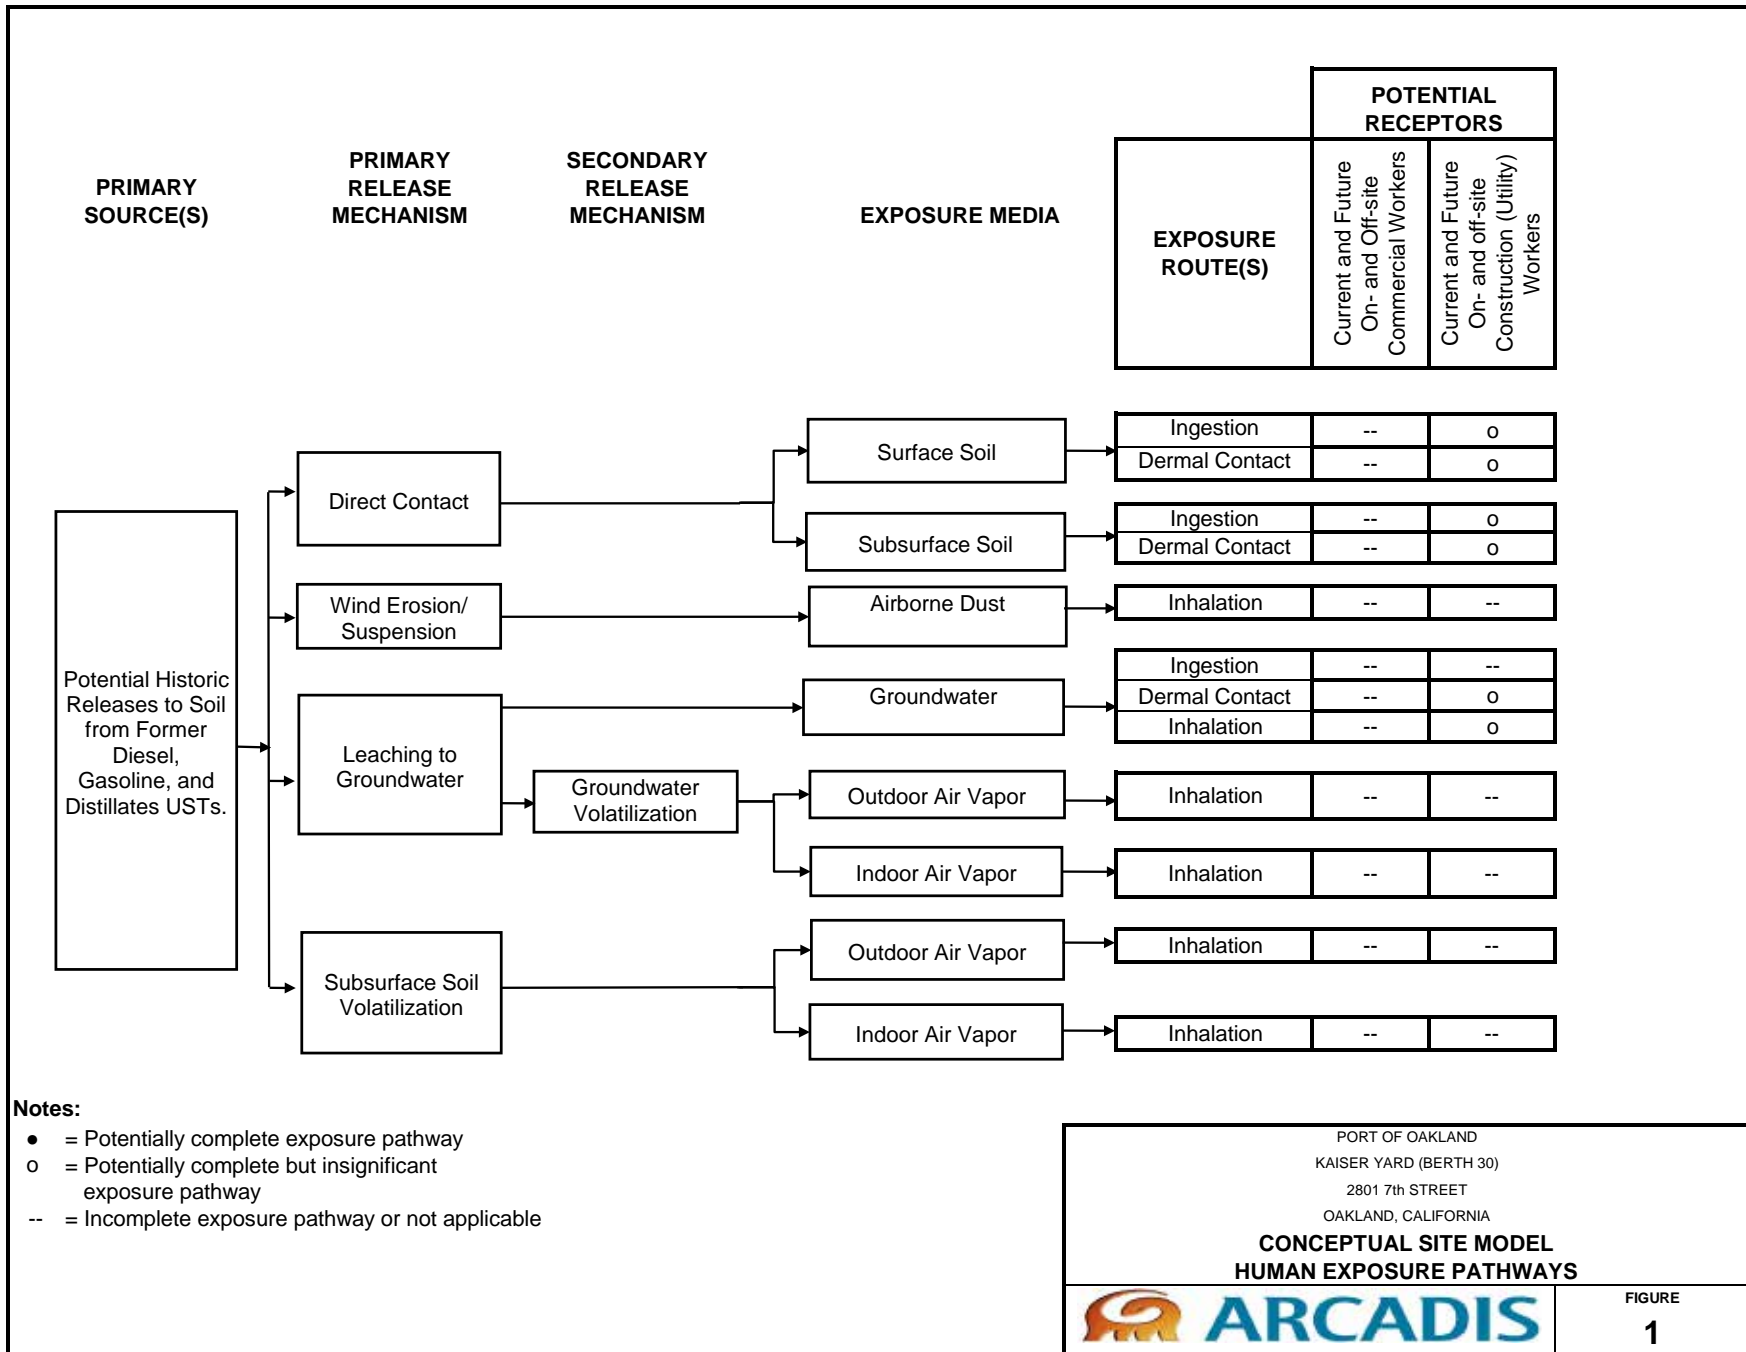 POTENTIAL
RECEPTORS
PRIMARY
SOURCE(S)
PRIMARY
RELEASE
MECHANISM
SECONDARY
RELEASE
MECHANISM
EXPOSURE MEDIA
EXPOSURE
ROUTE(S)
Current and Future
On- and Off-site
Commercial Workers
Current and Future
On- and off-site
Construction (Utility)
Workers
Potential Historic
Releases to Soil
from Former
Diesel,
Gasoline, and
Distillates USTs.
Direct Contact
Surface Soil
Ingestion -- o
Dermal Contact -- o
Subsurface Soil
Ingestion -- o
Dermal Contact -- o
Wind Erosion/
Suspension
Airborne Dust
Inhalation -- --
Leaching to
Groundwater
Groundwater
Ingestion -- --
Dermal Contact -- o
Inhalation -- o
Groundwater
Volatilization
Outdoor Air Vapor
Inhalation -- --
Indoor Air Vapor
Inhalation -- --
Subsurface Soil
Volatilization
Outdoor Air Vapor
Inhalation -- --
Indoor Air Vapor
Inhalation -- --
Notes:
● = Potentially complete exposure pathway
o = Potentially complete but insignificant
exposure pathway
-- = Incomplete exposure pathway or not applicable
PORT OF OAKLAND
KAISER YARD (BERTH 30)
2801 7th STREET
OAKLAND, CALIFORNIA
CONCEPTUAL SITE MODEL
HUMAN EXPOSURE PATHWAYS
ARCADIS
FIGURE
1